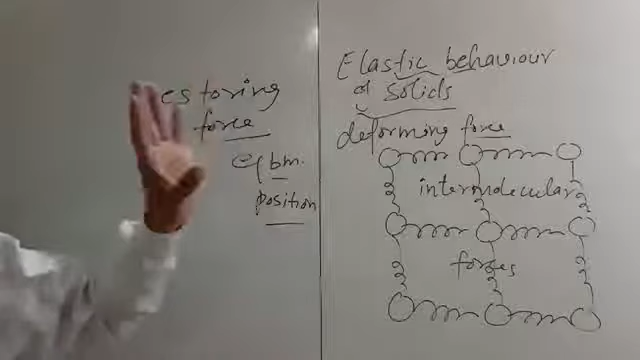 estoring
force
eqbm.
position
Elastic behaviour
of solids
deforming force
intermolecular
forces